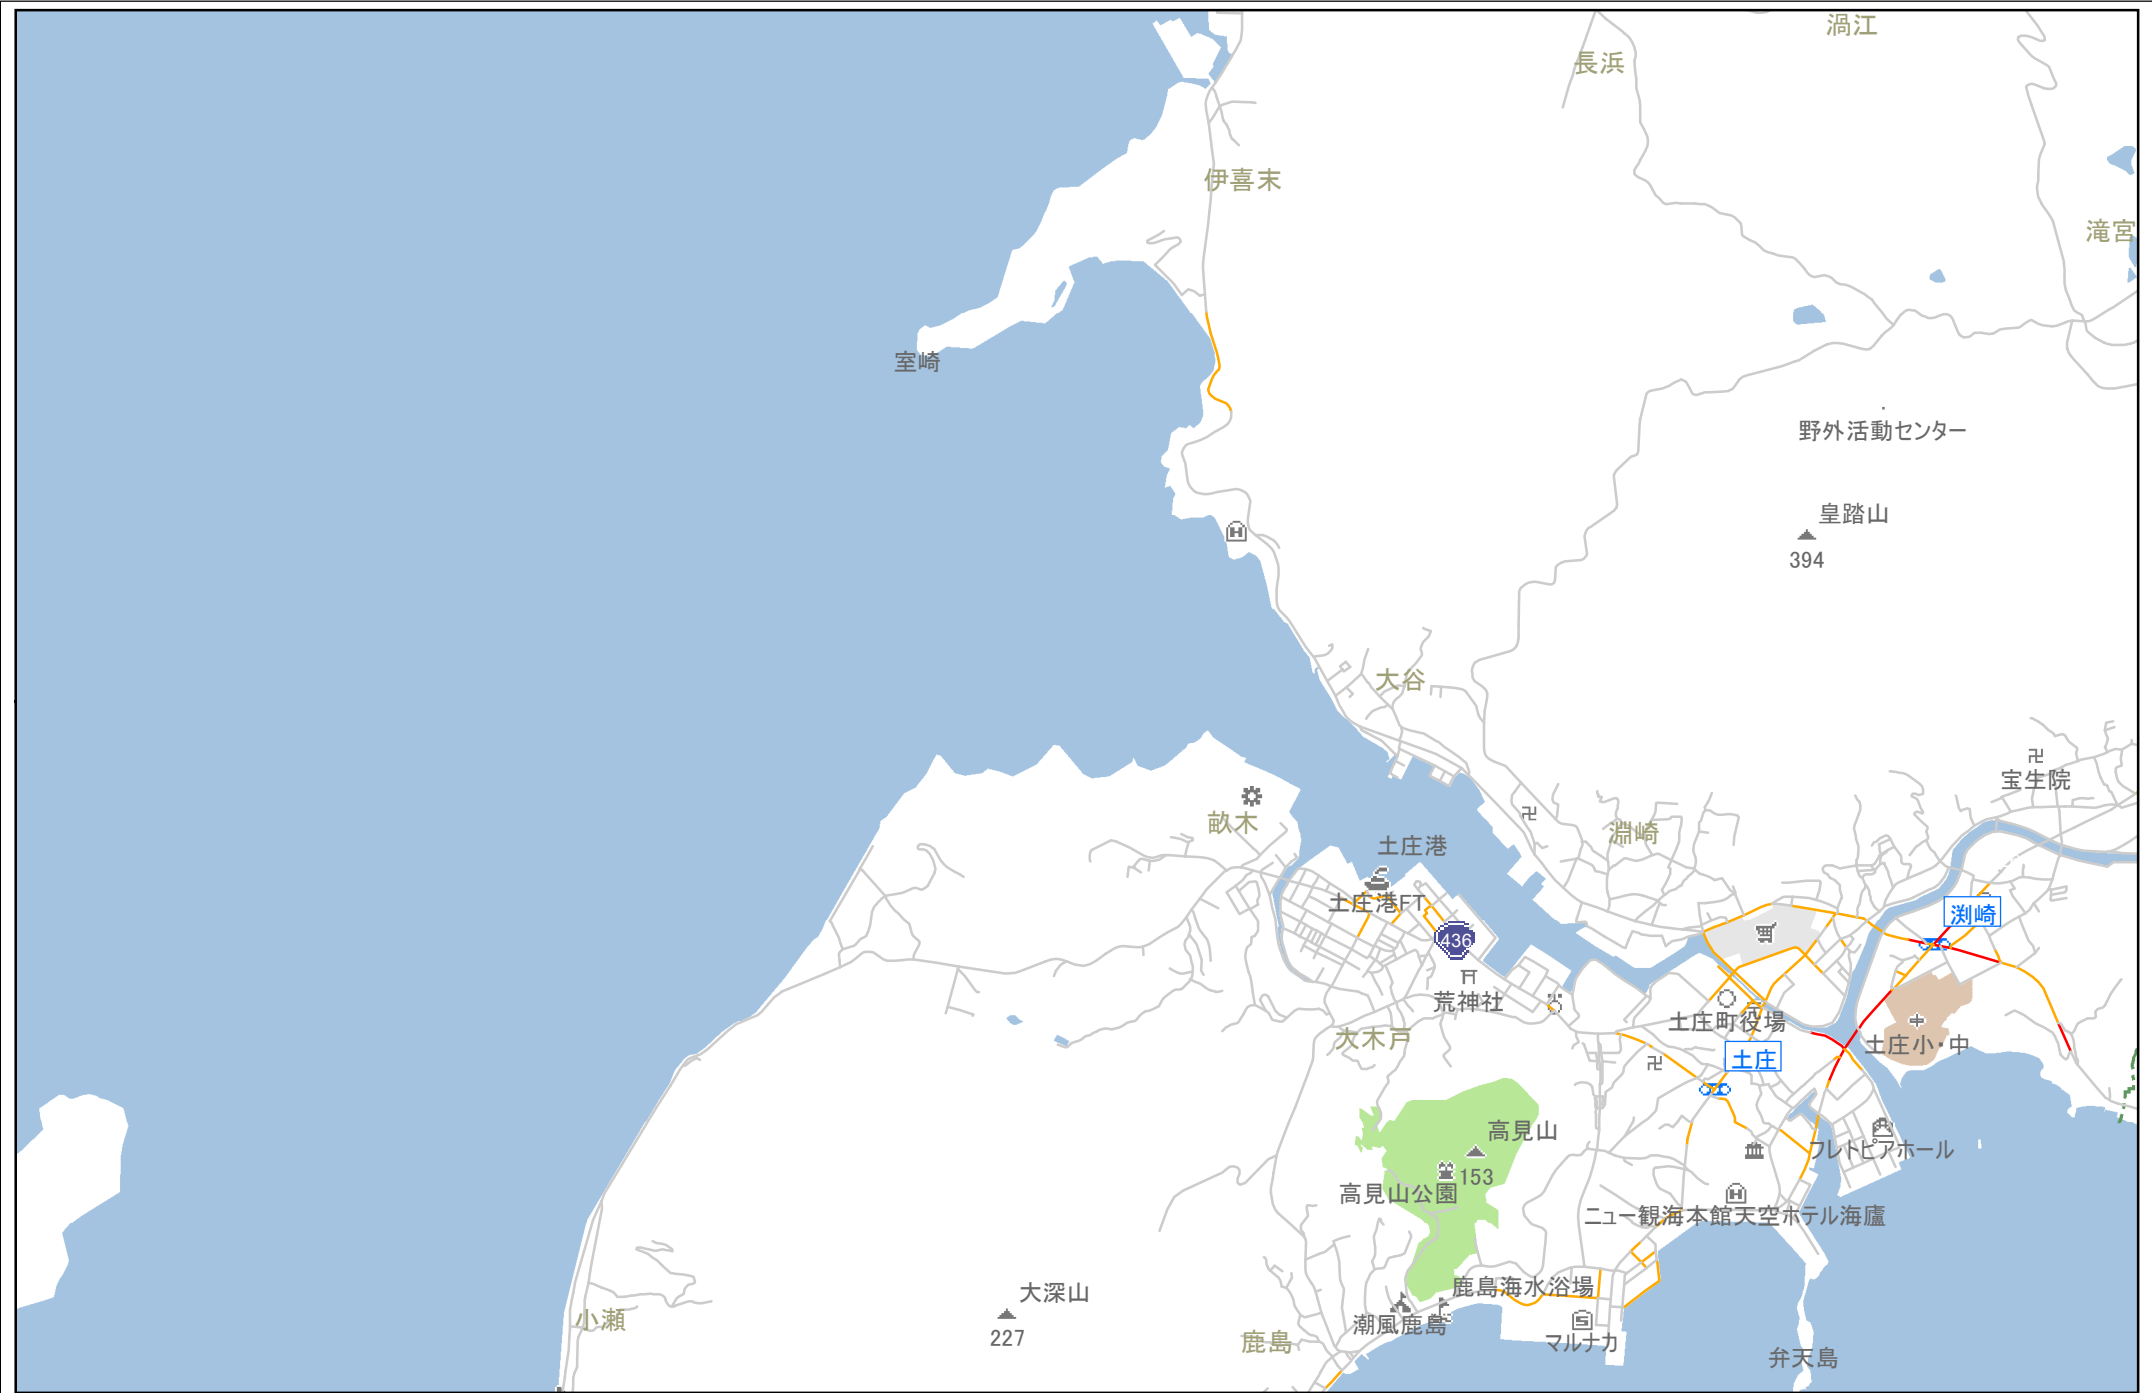 渦江
長浜
伊喜末
滝宮
室崎
野外活動センター
皇踏山
394
大谷
宝生院
畝木
淵崎
土庄港
土庄港FT
渕崎
436
荒神社
土庄町役場
大木戸
土庄小・中
土庄
高見山
153
フレトピアホール
高見山公園
ニュー観海本館天空ホテル海廬
鹿島海水浴場
大深山
227
小瀬
潮風鹿島
鹿島
マルナカ
弁天島